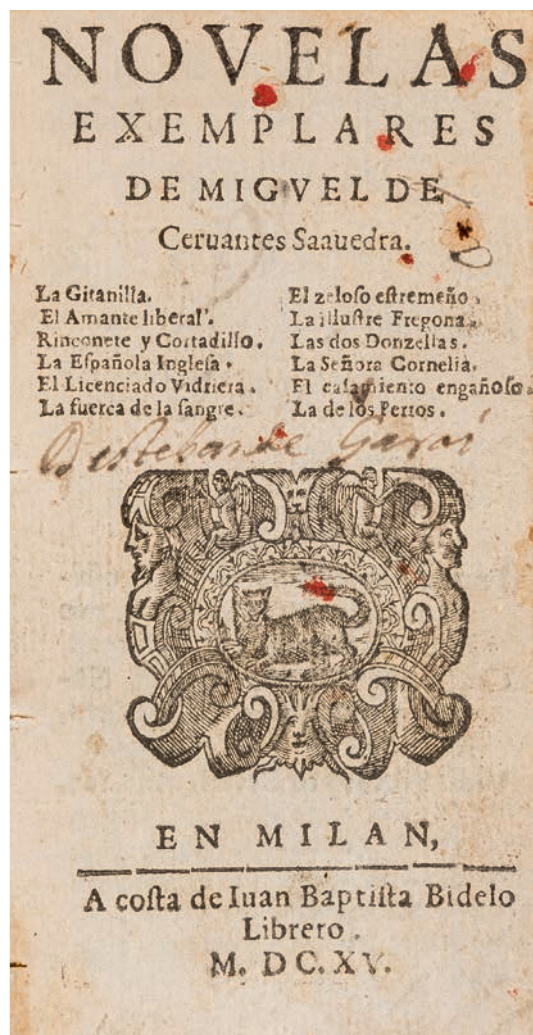 NOVELAS
EXEMPLARES
DE MIGVEL DE
Ceruantes Saauedra.
La Gitanilla.
El Amante liberal.
Rinconete y Cortadillo.
La Española Inglesa.
El Licenciado Vidriera.
La fuerca de la sangre.
El zeloſo eſtremeño.
La illuſtre Fregona.
Las dos Donzellas.
La Señora Cornelia.
El caſamiento engañoſo.
La de los Perros.
EN MILAN,
A coſta de Iuan Baptiſta Bidelo
Librero.
M. DC. XV.